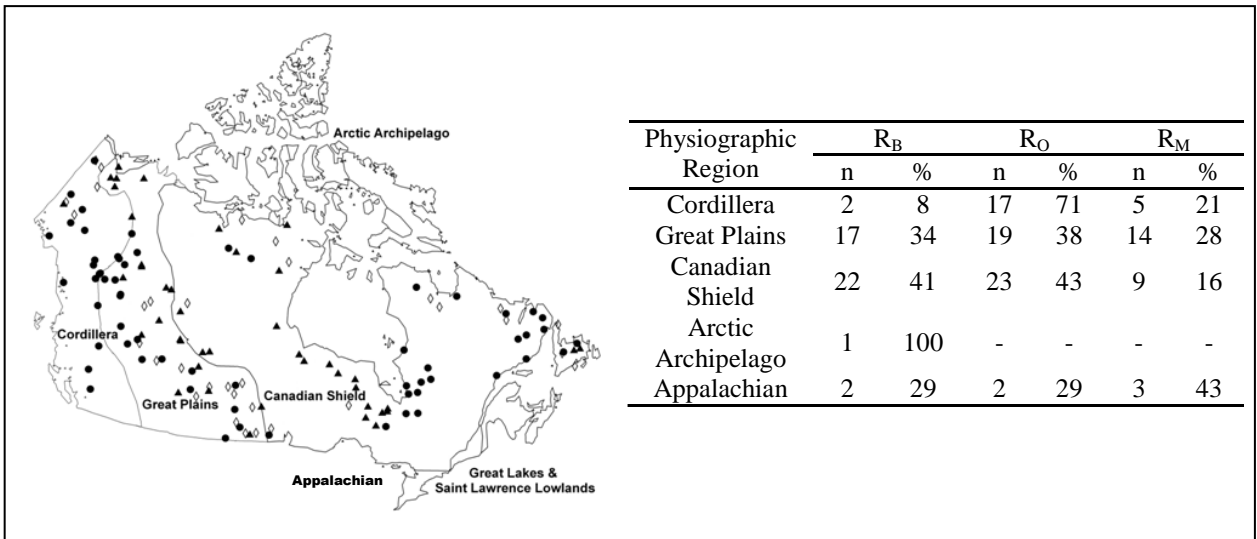 Arctic Archipelago
Cordillera
Great Plains
Canadian Shield
Appalachian
Great Lakes &
Saint Lawrence Lowlands
Physiographic
Region
R_B R_O R_M
n % n % n %
Cordillera 2 8 17 71 5 21
Great Plains 17 34 19 38 14 28
Canadian
Shield 22 41 23 43 9 16
Arctic
Archipelago 1 100 - - - -
Appalachian 2 29 2 29 3 43